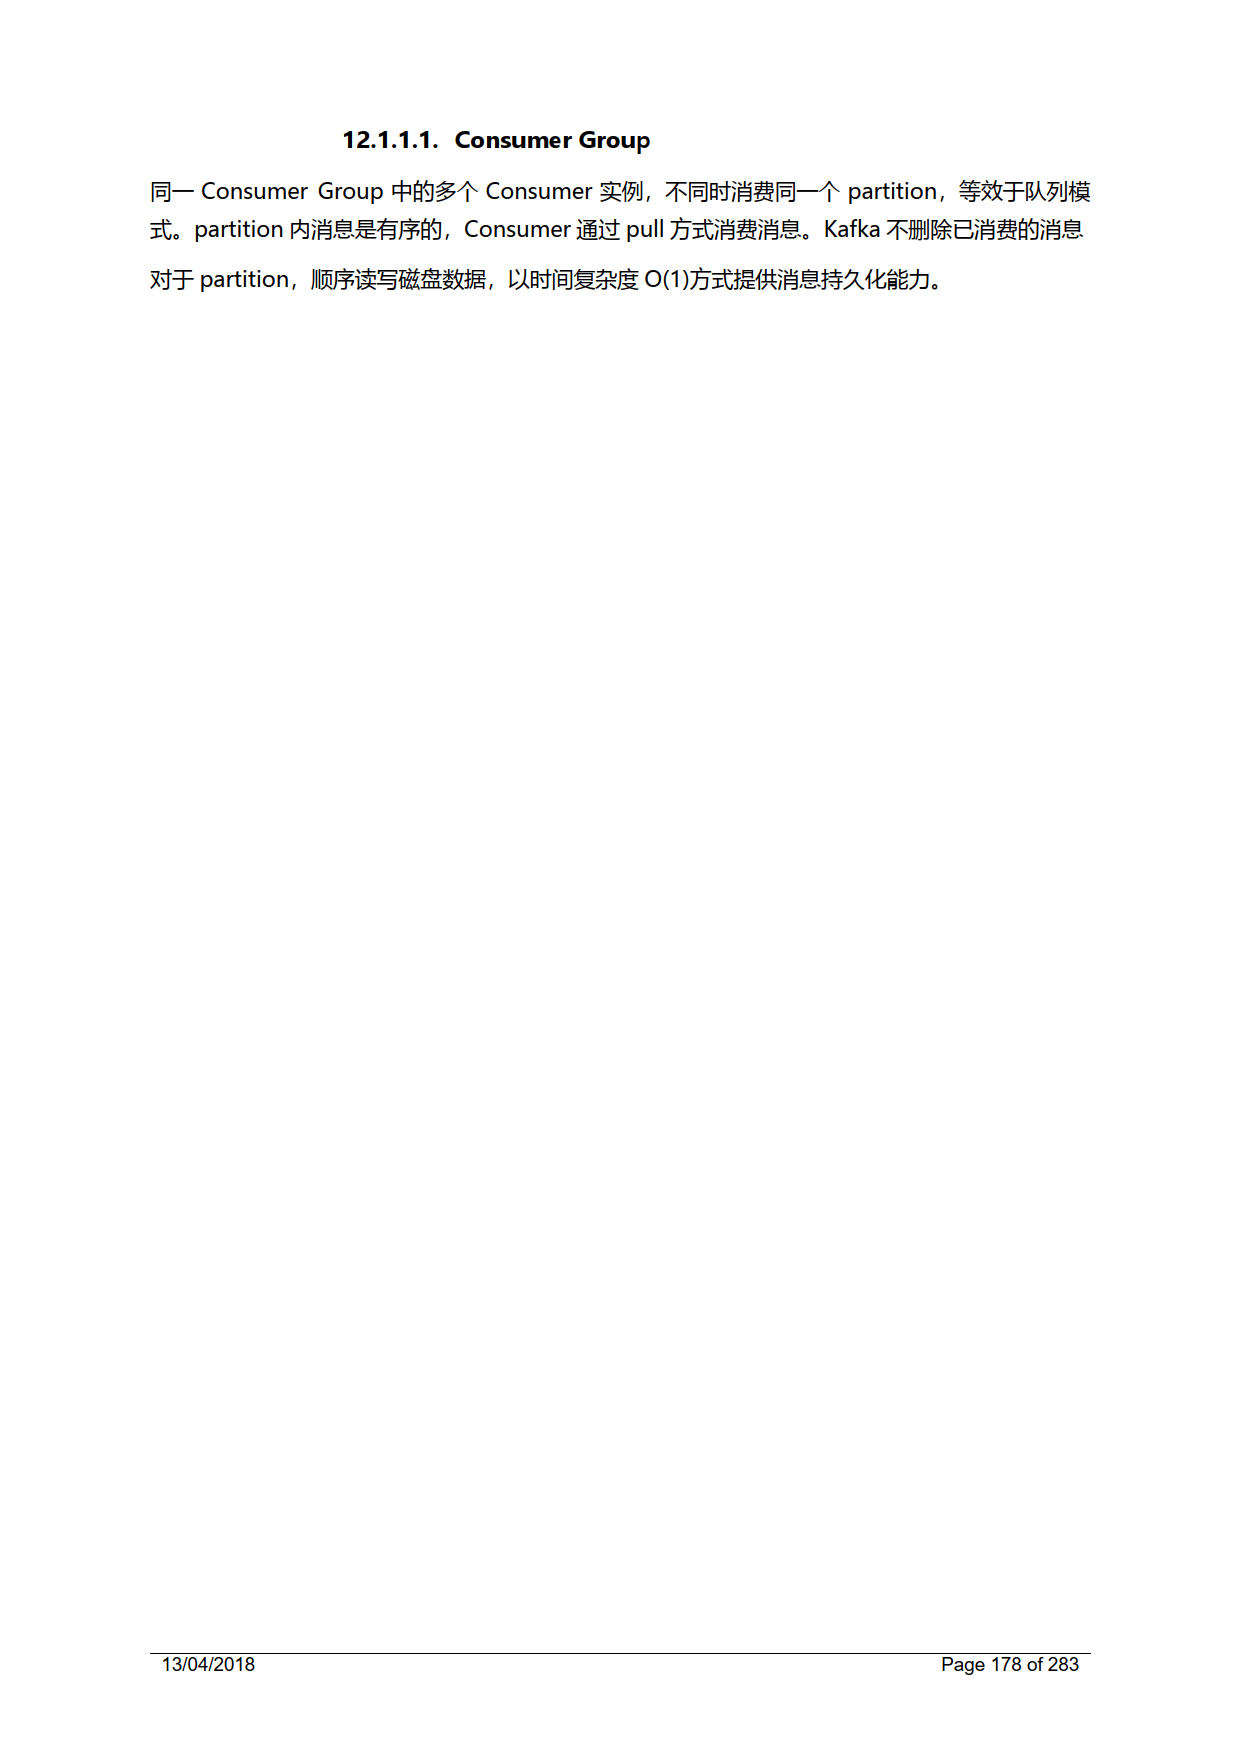 12.1.1.1. Consumer Group
同一 Consumer Group 中的多个 Consumer 实例，不同时消费同一个 partition，等效于队列模
式。partition 内消息是有序的，Consumer 通过 pull 方式消费消息。Kafka 不删除已消费的消息
对于 partition，顺序读写磁盘数据，以时间复杂度 O(1)方式提供消息持久化能力。
13/04/2018
Page 178 of 283